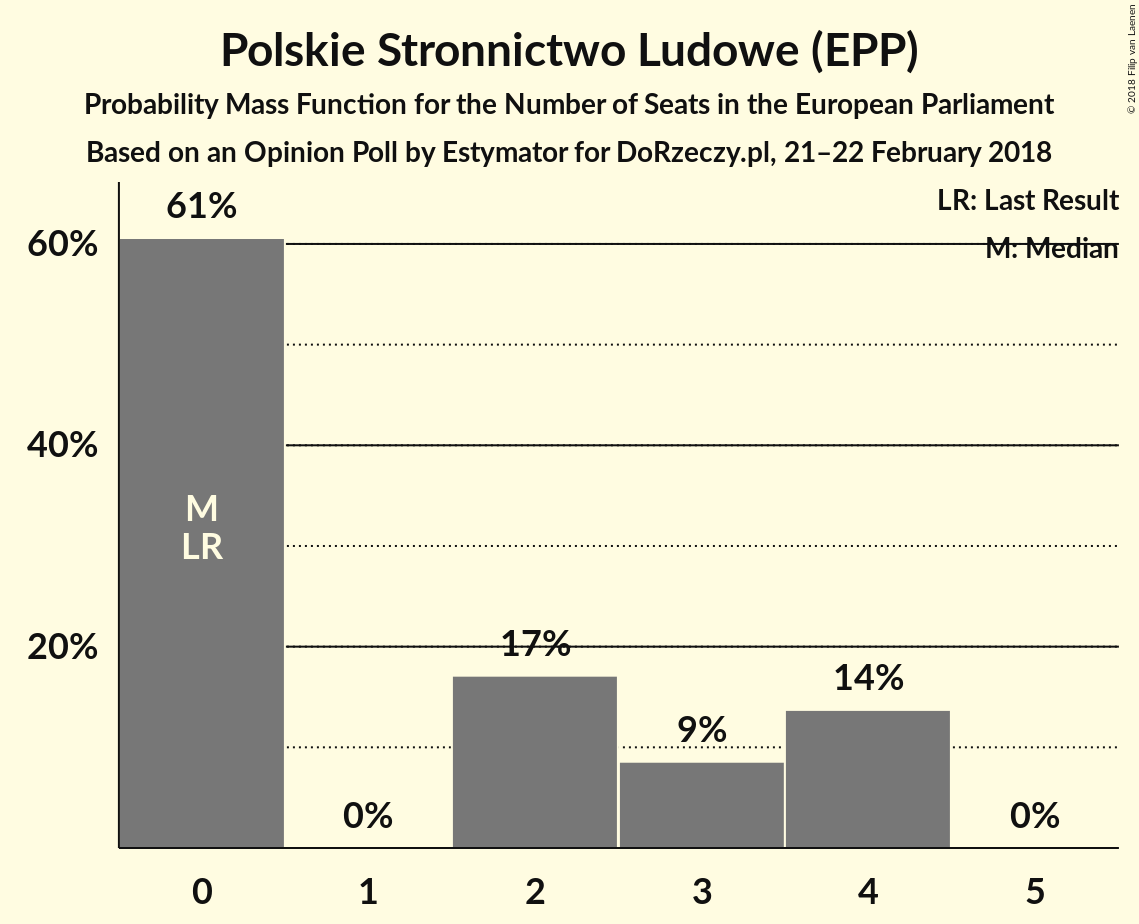 Polskie Stronnictwo Ludowe (EPP)
Probability Mass Function for the Number of Seats in the European Parliament
Based on an Opinion Poll by Estymator for DoRzeczy.pl, 21–22 February 2018
© 2018 Filip van Laenen
LR: Last Result
M: Median
61%
60%
40%
20%
M
LR
0%
17%
9%
14%
0%
0 1 2 3 4 5